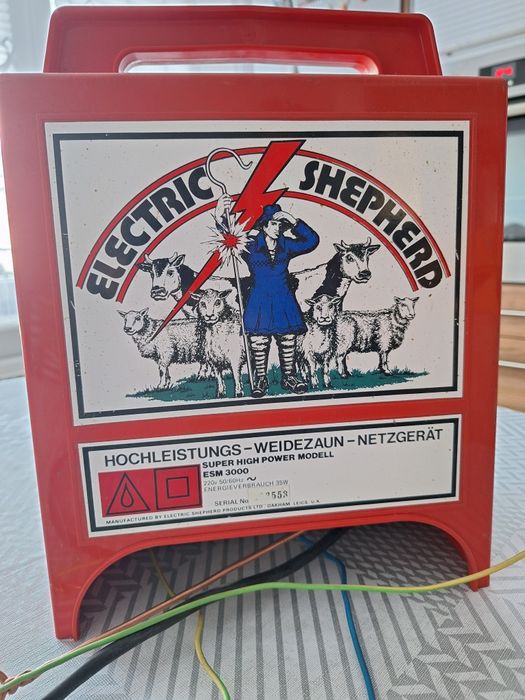 ELECTRIC SHEPHERD
HOCHLEISTUNGS-WEIDEZAUN-NETZGERÄT
SUPER HIGH POWER MODELL
ESM 3000
220v 50/60Hz ~
ENERGIEVERBRAUCH 35W
SERIAL No 2553
MANUFACTURED BY ELECTRIC SHEPHERD PRODUCTS LTD. OAKHAM, LEICS. U.K.